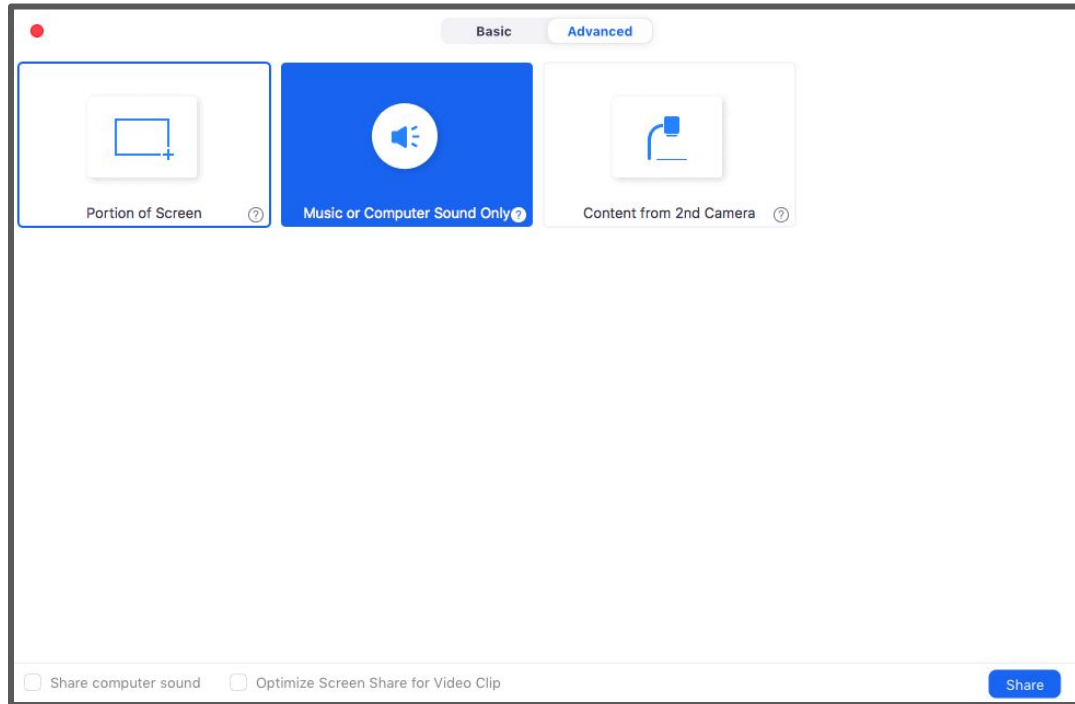 Basic
Advanced
Portion of Screen ?
Music or Computer Sound Only ?
Content from 2nd Camera ?
Share computer sound
Optimize Screen Share for Video Clip
Share